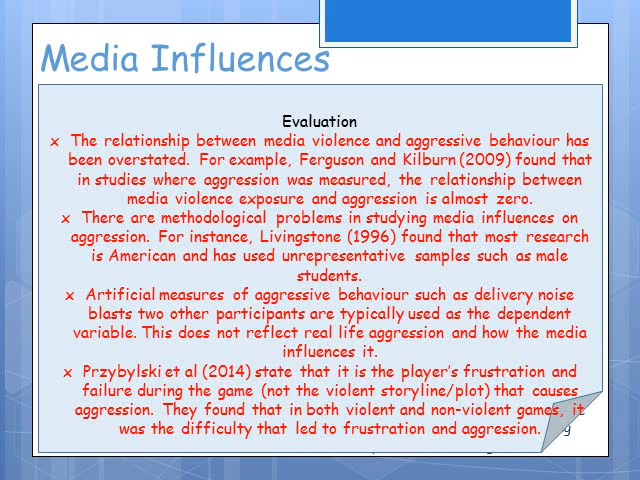 Media Influences
Evaluation
x The relationship between media violence and aggressive behaviour has
been overstated. For example, Ferguson and Kilburn (2009) found that
in studies where aggression was measured, the relationship between
media violence exposure and aggression is almost zero.
x There are methodological problems in studying media influences on
aggression. For instance, Livingstone (1996) found that most research
is American and has used unrepresentative samples such as male
students.
x Artificial measures of aggressive behaviour such as delivery noise
blasts two other participants are typically used as the dependent
variable. This does not reflect real life aggression and how the media
influences it.
x Przybylski et al (2014) state that it is the player's frustration and
failure during the game (not the violent storyline/plot) that causes
aggression. They found that in both violent and non-violent games, it
was the difficulty that led to frustration and aggression.